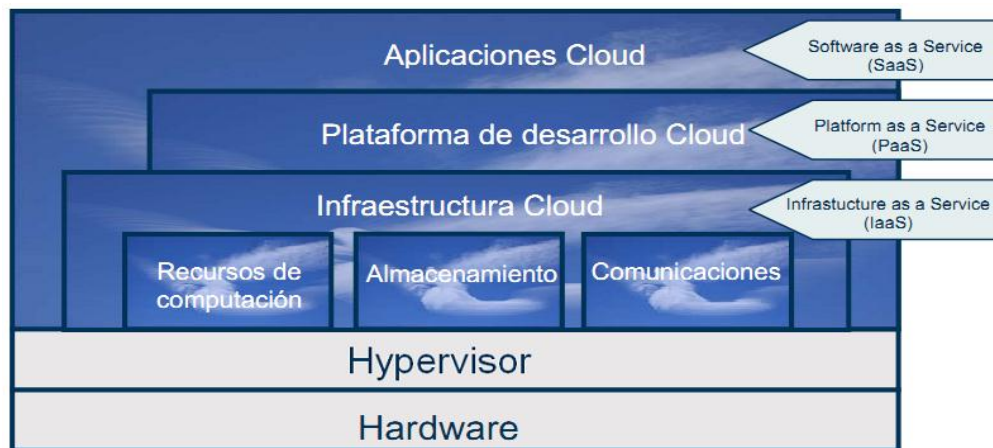 Aplicaciones Cloud
Software as a Service
(SaaS)
Plataforma de desarrollo Cloud
Platform as a Service
(PaaS)
Infraestructura Cloud
Infrastucture as a Service
(IaaS)
Recursos de
computación
Almacenamiento
Comunicaciones
Hypervisor
Hardware